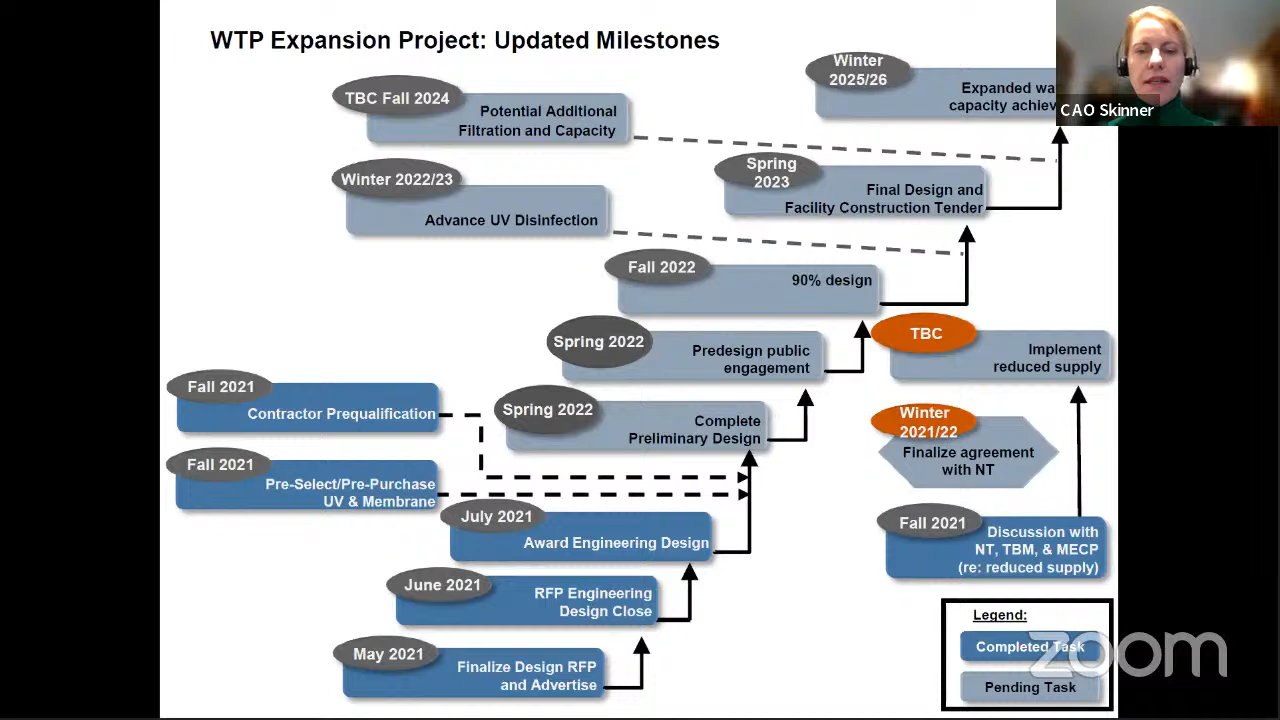 WTP Expansion Project: Updated Milestones
Winter
2025/26
Expanded
capacity
CAO Skinner
TBC Fall 2024
Potential Additional
Filtration and Capacity
Spring
2023
Final Design and
Facility Construction Tender
Winter 2022/23
Advance UV Disinfection
Fall 2022
90% design
TBC
Implement
reduced supply
Spring 2022
Predesign public
engagement
Fall 2021
Contractor Prequalification
Spring 2022
Complete
Preliminary Design
Winter
2021/22
Finalize agreement
with NT
Fall 2021
Pre-Select/Pre-Purchase
UV & Membrane
July 2021
Award Engineering Design
Fall 2021
Discussion with
NT, TBM, & MECP
(re: reduced supply)
June 2021
RFP Engineering
Design Close
May 2021
Finalize Design RFP
and Advertise
Legend:
Completed Task
Pending Task
zoom